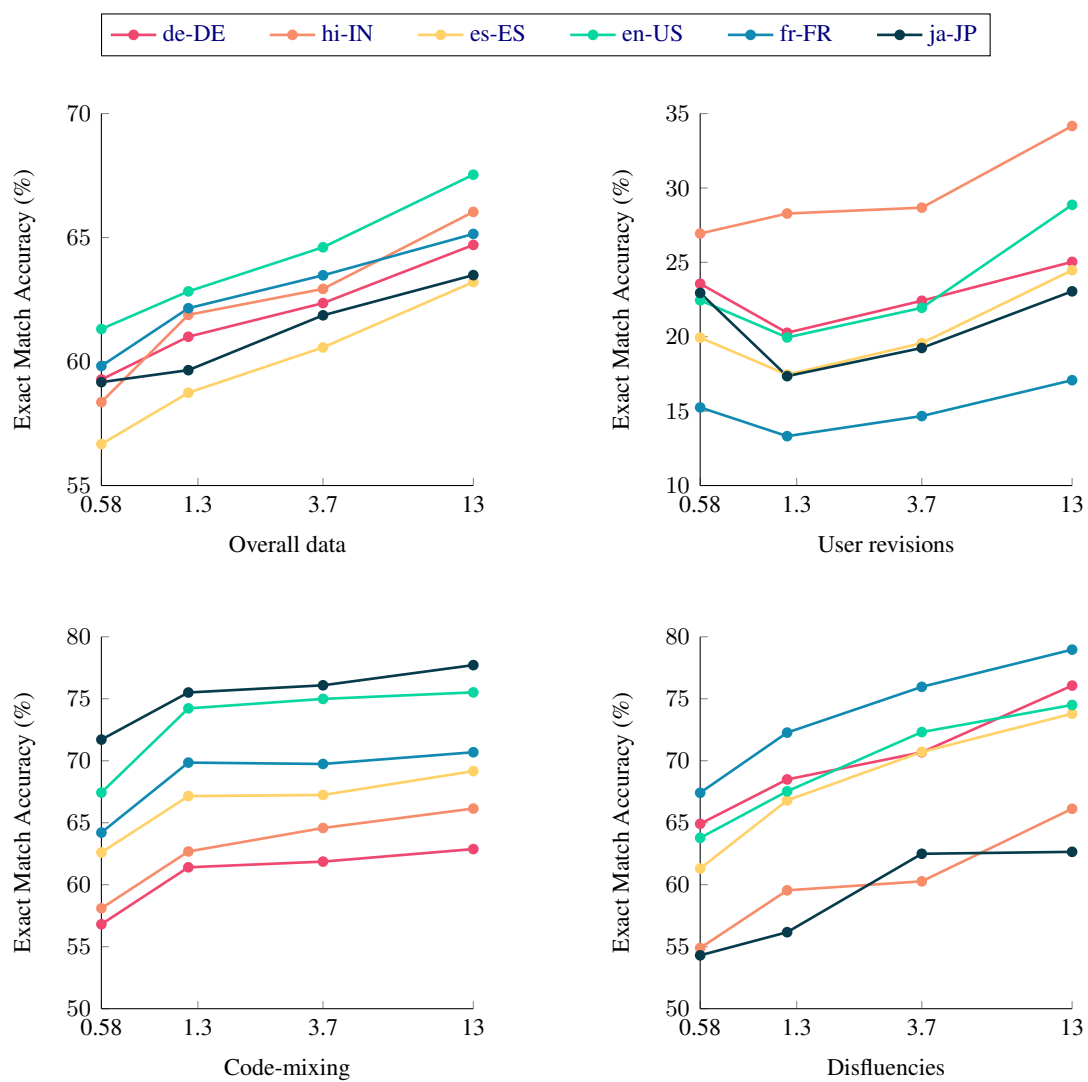 de-DE hi-IN es-ES en-US fr-FR ja-JP
70
65
60
55
0.58 1.3 3.7 13
Exact Match Accuracy (%)
Overall data
35
30
25
20
15
10
0.58 1.3 3.7 13
Exact Match Accuracy (%)
User revisions
80
75
70
65
60
55
50
0.58 1.3 3.7 13
Exact Match Accuracy (%)
Code-mixing
80
75
70
65
60
55
50
0.58 1.3 3.7 13
Exact Match Accuracy (%)
Disfluencies